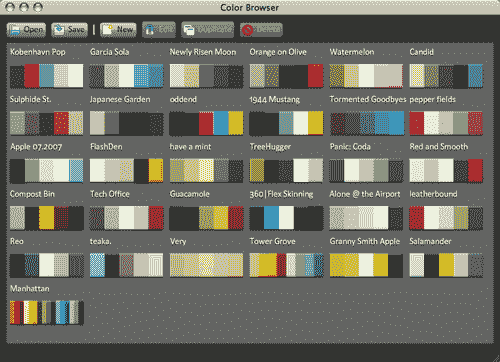 Color Browser
Open Save New Edit Duplicate Delete
Kobenhavn Pop Garcia Sola Newly Risen Moon Orange on Olive Watermelon Candid
Sulphide St. Japanese Garden oddend 1944 Mustang Tormented Goodbyes pepper fields
Apple 07.2007 FlashDen have a mint TreeHugger Panic: Coda Red and Smooth
Compost Bin Tech Office Guacamole 360|Flex Skinning Alone @ the Airport leatherbound
Reo teaka. Very Tower Grove Granny Smith Apple Salamander
Manhattan